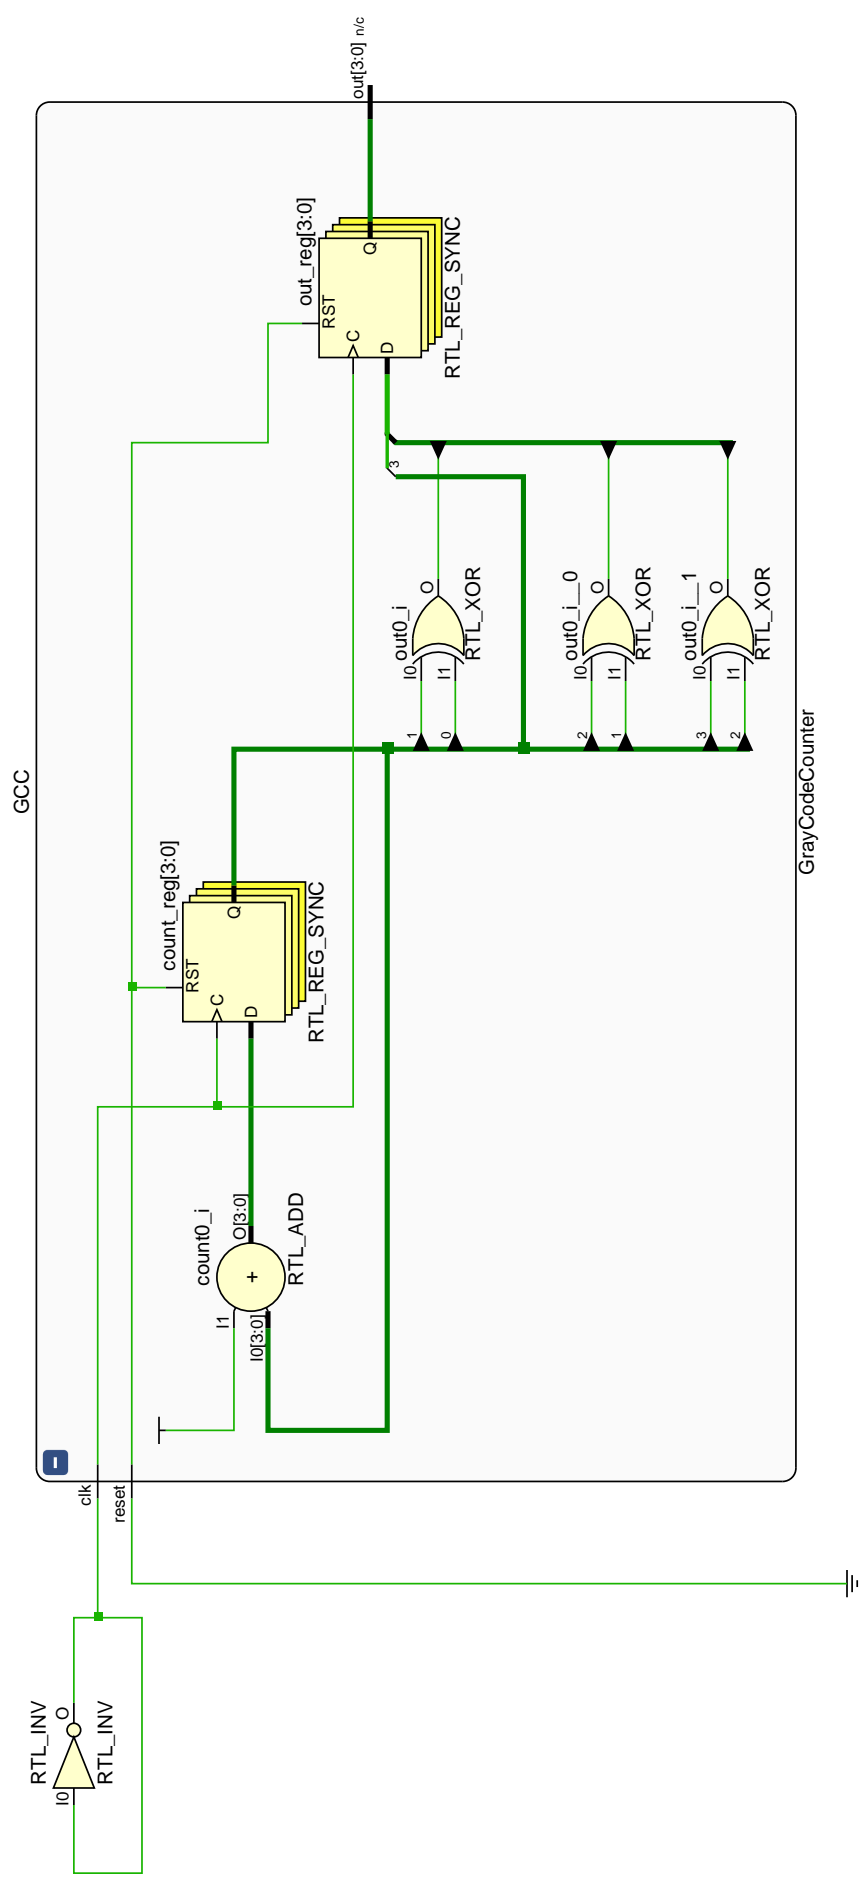 RTL_INV
I0
O
RTL_INV
clk
reset
GCC
count0_i
I1
I0[3:0]
+
O[3:0]
RTL_ADD
count_reg[3:0]
RST
C
D
Q
RTL_REG_SYNC
1
0
2
1
3
2
out0_i
I0
I1
O
RTL_XOR
out0_i__0
I0
I1
O
RTL_XOR
out0_i__1
I0
I1
O
RTL_XOR
3
out_reg[3:0]
RST
C
D
Q
RTL_REG_SYNC
out[3:0] n/c
GrayCodeCounter